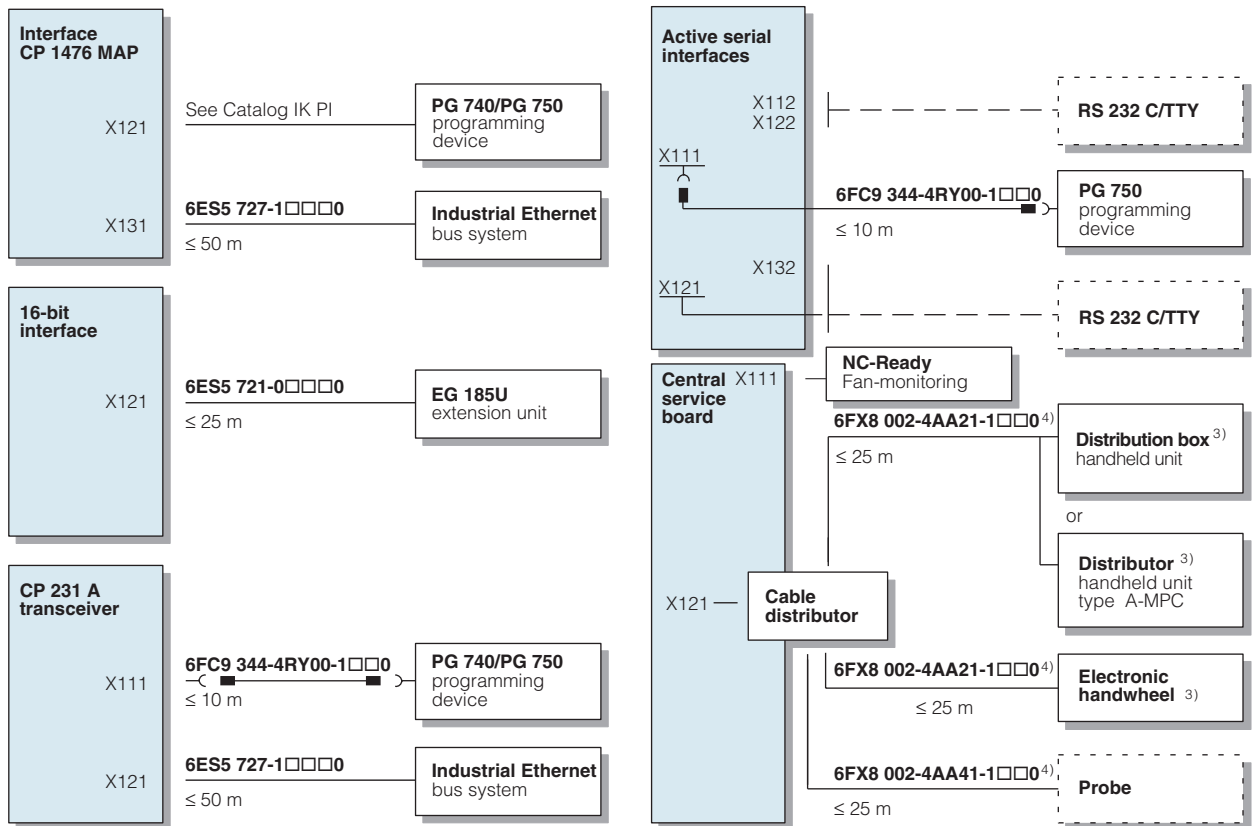 Interface
CP 1476 MAP
X121
See Catalog IK PI
PG 740/PG 750
programming
device
X131
6ES5 727-1□□□0
≤ 50 m
Industrial Ethernet
bus system
16-bit
interface
X121
6ES5 721-0□□□0
≤ 25 m
EG 185U
extension unit
CP 231 A
transceiver
X111
6FC9 344-4RY00-1□□0
≤ 10 m
PG 740/PG 750
programming
device
X121
6ES5 727-1□□□0
≤ 50 m
Industrial Ethernet
bus system
Active serial
interfaces
X112
X122
RS 232 C/TTY
X111
6FC9 344-4RY00-1□□0
≤ 10 m
PG 750
programming
device
X132
X121
RS 232 C/TTY
Central
service
board
X111
NC-Ready
Fan-monitoring
6FX8 002-4AA21-1□□0 4)
≤ 25 m
Distribution box 3)
handheld unit
or
Distributor 3)
handheld unit
type A-MPC
X121
Cable
distributor
6FX8 002-4AA21-1□□0 4)
≤ 25 m
Electronic
handwheel 3)
6FX8 002-4AA41-1□□0 4)
≤ 25 m
Probe